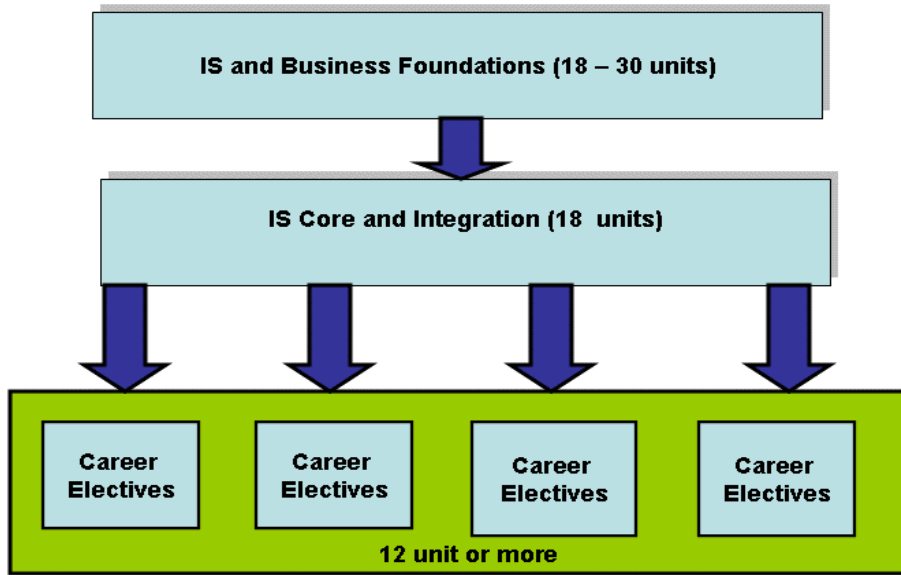 IS and Business Foundations (18 – 30 units)
IS Core and Integration (18 units)
Career
Electives
Career
Electives
Career
Electives
Career
Electives
12 unit or more